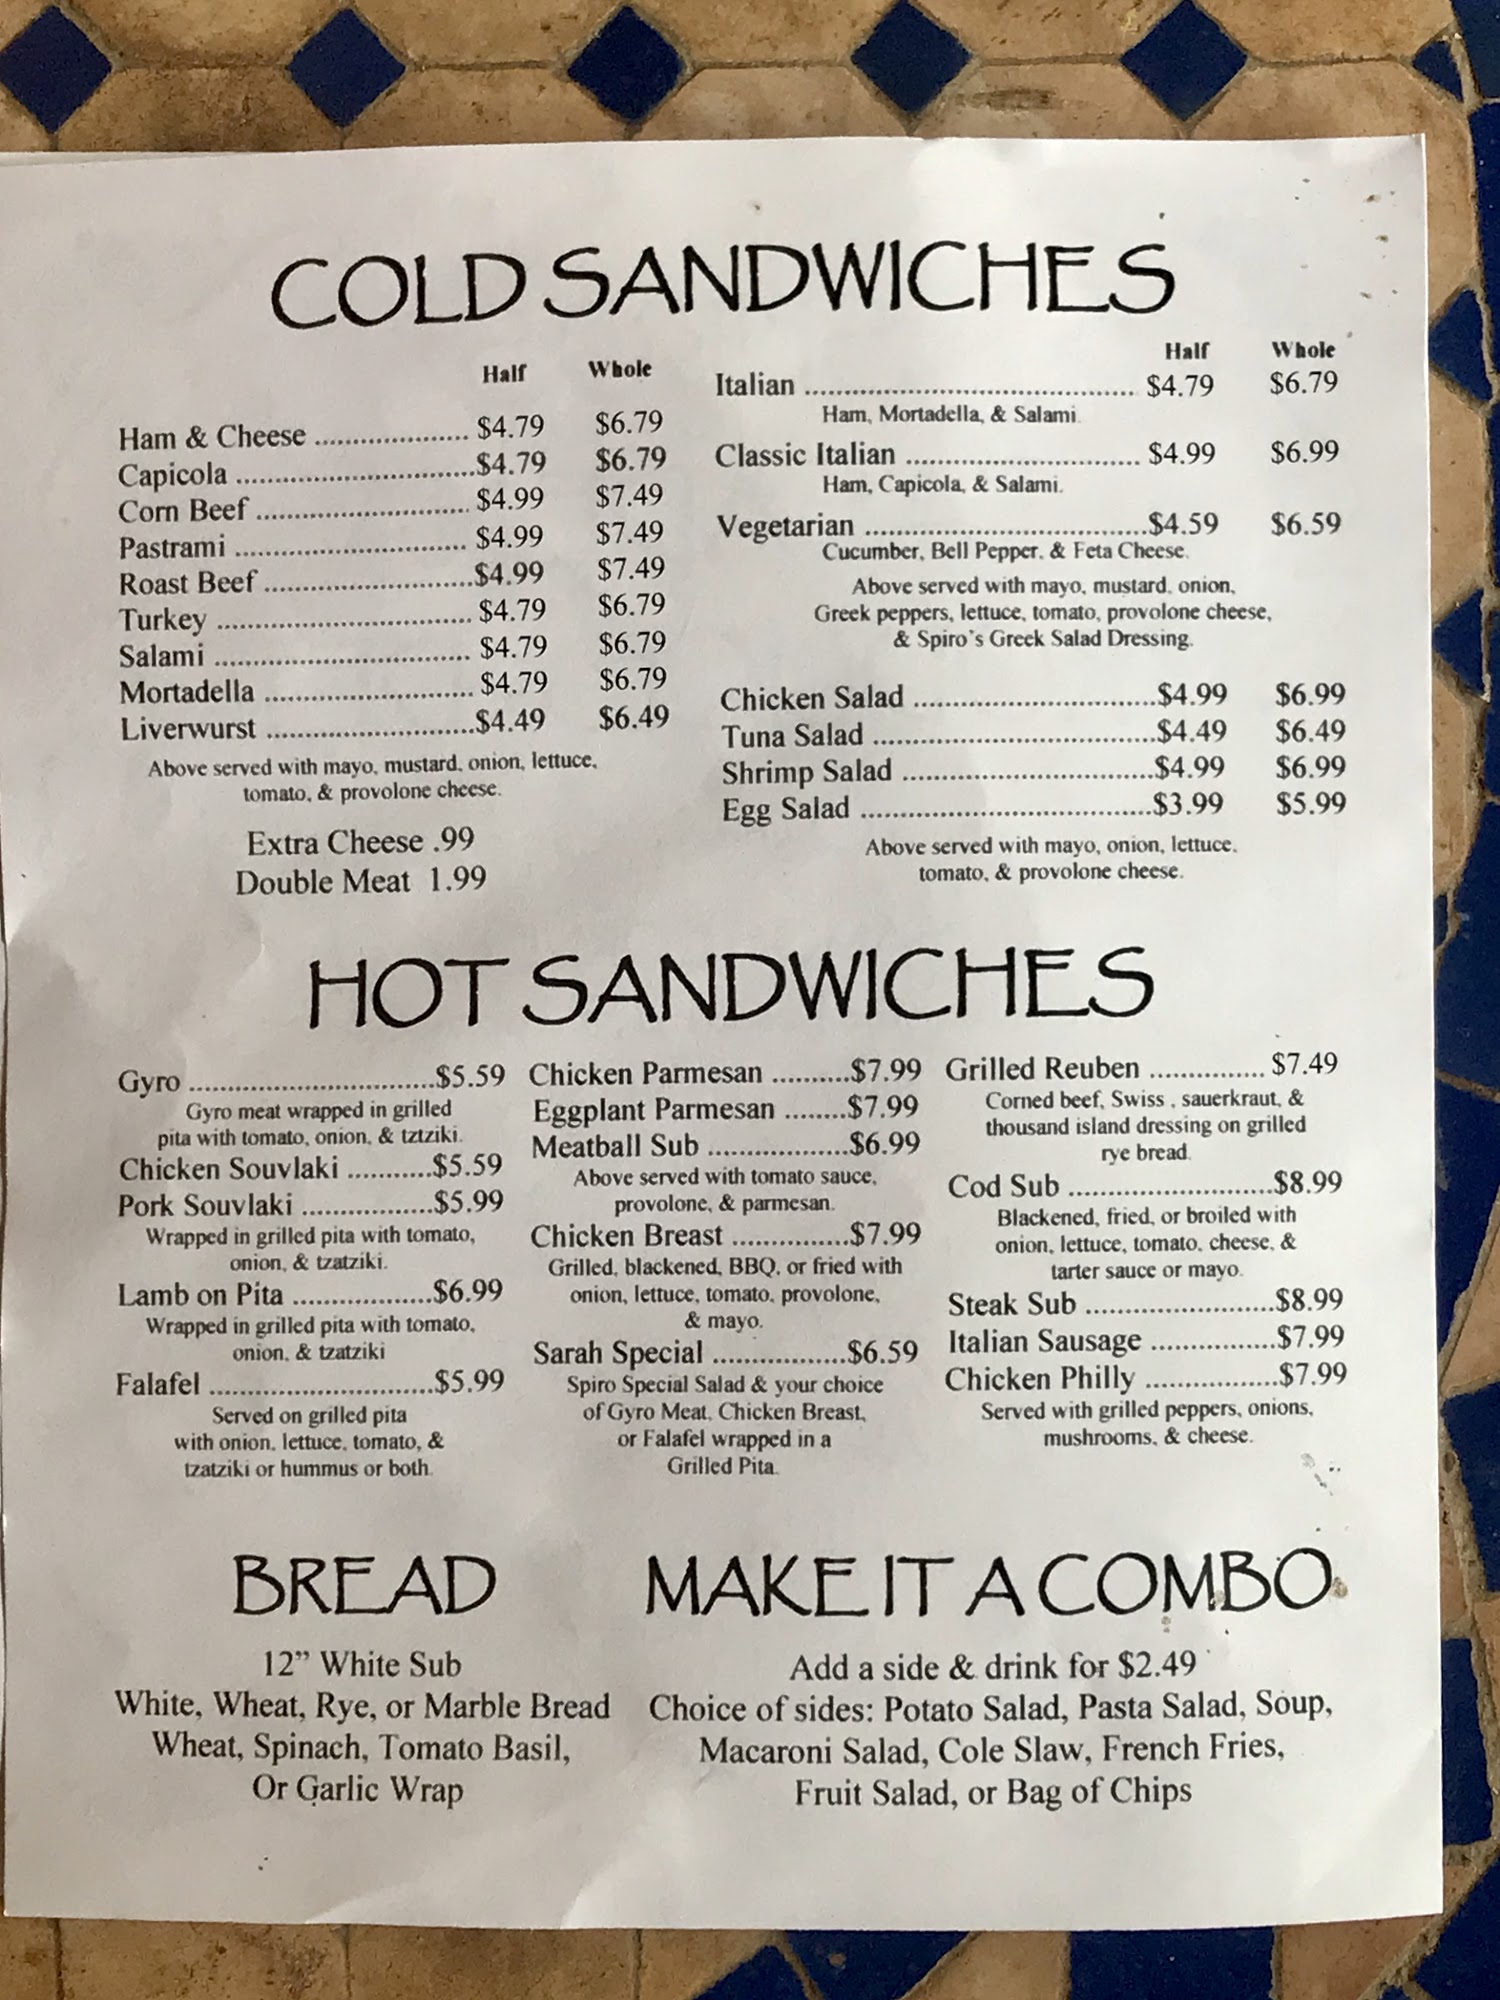 COLD SANDWICHES
Half Whole
Ham & Cheese .................... $4.79 $6.79
Capicola ...............................$4.79 $6.79
Corn Beef ........................... $4.99 $7.49
Pastrami .............................. $4.99 $7.49
Roast Beef ...........................$4.99 $7.49
Turkey ................................. $4.79 $6.79
Salami ................................. $4.79 $6.79
Mortadella ........................... $4.79 $6.79
Liverwurst ...........................$4.49 $6.49
Above served with mayo, mustard, onion, lettuce,
tomato, & provolone cheese.
Extra Cheese .99
Double Meat 1.99
Half Whole
Italian ........................................... $4.79 $6.79
Ham, Mortadella, & Salami.
Classic Italian .............................. $4.99 $6.99
Ham, Capicola, & Salami.
Vegetarian ....................................$4.59 $6.59
Cucumber, Bell Pepper, & Feta Cheese.
Above served with mayo, mustard, onion,
Greek peppers, lettuce, tomato, provolone cheese,
& Spiro's Greek Salad Dressing.
Chicken Salad ...............................$4.99 $6.99
Tuna Salad ....................................$4.49 $6.49
Shrimp Salad ................................$4.99 $6.99
Egg Salad .....................................$3.99 $5.99
Above served with mayo, onion, lettuce,
tomato, & provolone cheese.
HOT SANDWICHES
Gyro ................................$5.59
Gyro meat wrapped in grilled
pita with tomato, onion, & tztziki.
Chicken Souvlaki ...........$5.59
Pork Souvlaki .................$5.99
Wrapped in grilled pita with tomato,
onion, & tzatziki.
Lamb on Pita ..................$6.99
Wrapped in grilled pita with tomato,
onion, & tzatziki
Falafel .............................$5.99
Served on grilled pita
with onion, lettuce, tomato, &
tzatziki or hummus or both.
Chicken Parmesan ..........$7.99
Eggplant Parmesan ........$7.99
Meatball Sub ..................$6.99
Above served with tomato sauce,
provolone, & parmesan.
Chicken Breast ...............$7.99
Grilled, blackened, BBQ, or fried with
onion, lettuce, tomato, provolone,
& mayo.
Sarah Special .................$6.59
Spiro Special Salad & your choice
of Gyro Meat, Chicken Breast,
or Falafel wrapped in a
Grilled Pita.
Grilled Reuben ............... $7.49
Corned beef, Swiss , sauerkraut, &
thousand island dressing on grilled
rye bread.
Cod Sub ..........................$8.99
Blackened, fried, or broiled with
onion, lettuce, tomato, cheese, &
tarter sauce or mayo.
Steak Sub ........................$8.99
Italian Sausage ................$7.99
Chicken Philly .................$7.99
Served with grilled peppers, onions,
mushrooms, & cheese.
BREAD
12” White Sub
White, Wheat, Rye, or Marble Bread
Wheat, Spinach, Tomato Basil,
Or Garlic Wrap
MAKE IT A COMBO
Add a side & drink for $2.49
Choice of sides: Potato Salad, Pasta Salad, Soup,
Macaroni Salad, Cole Slaw, French Fries,
Fruit Salad, or Bag of Chips